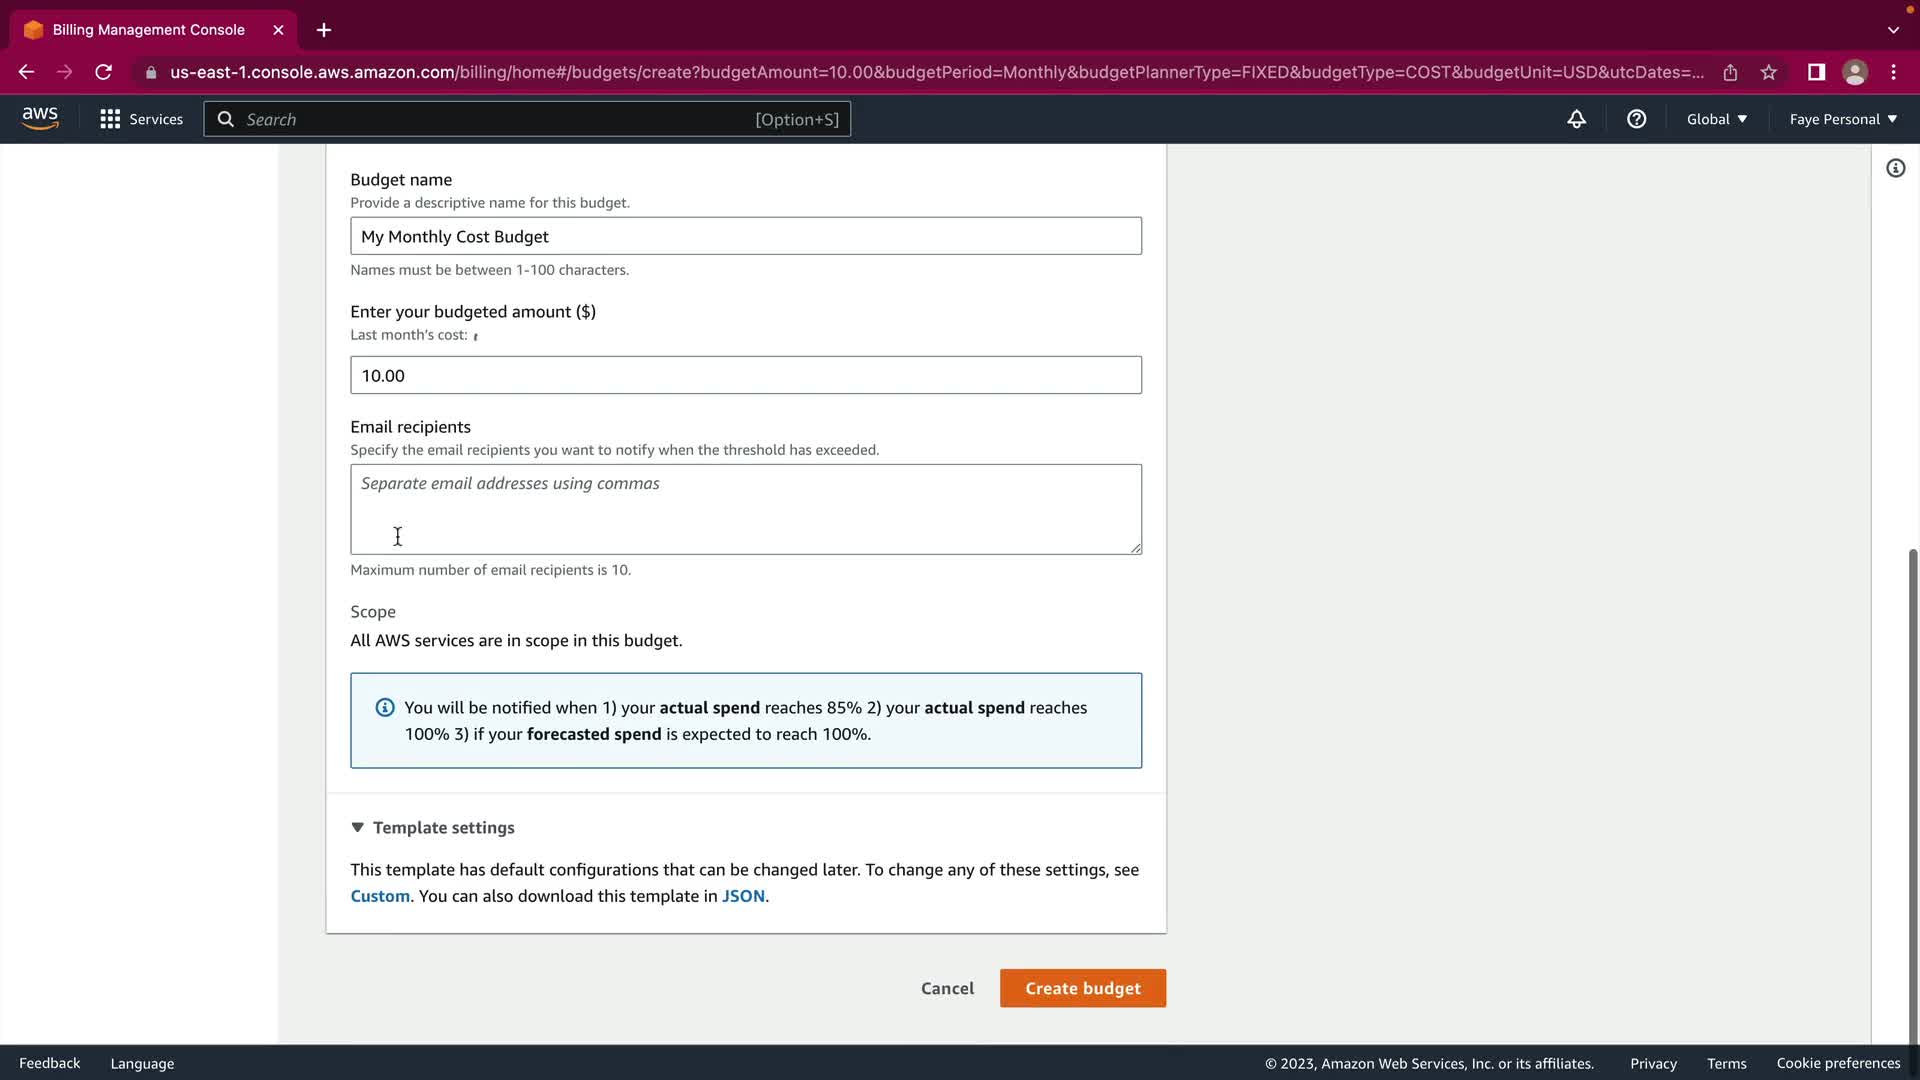 Billing Management Console
us-east-1.console.aws.amazon.com/billing/home#/budgets/create?budgetAmount=10.00&budgetPeriod=Monthly&budgetPlannerType=FIXED&budgetType=COST&budgetUnit=USD&utcDates=...
aws Services Search [Option+S] Global Faye Personal
Budget name
Provide a descriptive name for this budget.
My Monthly Cost Budget
Names must be between 1-100 characters.
Enter your budgeted amount ($)
Last month's cost:
10.00
Email recipients
Specify the email recipients you want to notify when the threshold has exceeded.
Separate email addresses using commas
Maximum number of email recipients is 10.
Scope
All AWS services are in scope in this budget.
You will be notified when 1) your actual spend reaches 85% 2) your actual spend reaches
100% 3) if your forecasted spend is expected to reach 100%.
Template settings
This template has default configurations that can be changed later. To change any of these settings, see
Custom. You can also download this template in JSON.
Cancel Create budget
Feedback Language © 2023, Amazon Web Services, Inc. or its affiliates. Privacy Terms Cookie preferences